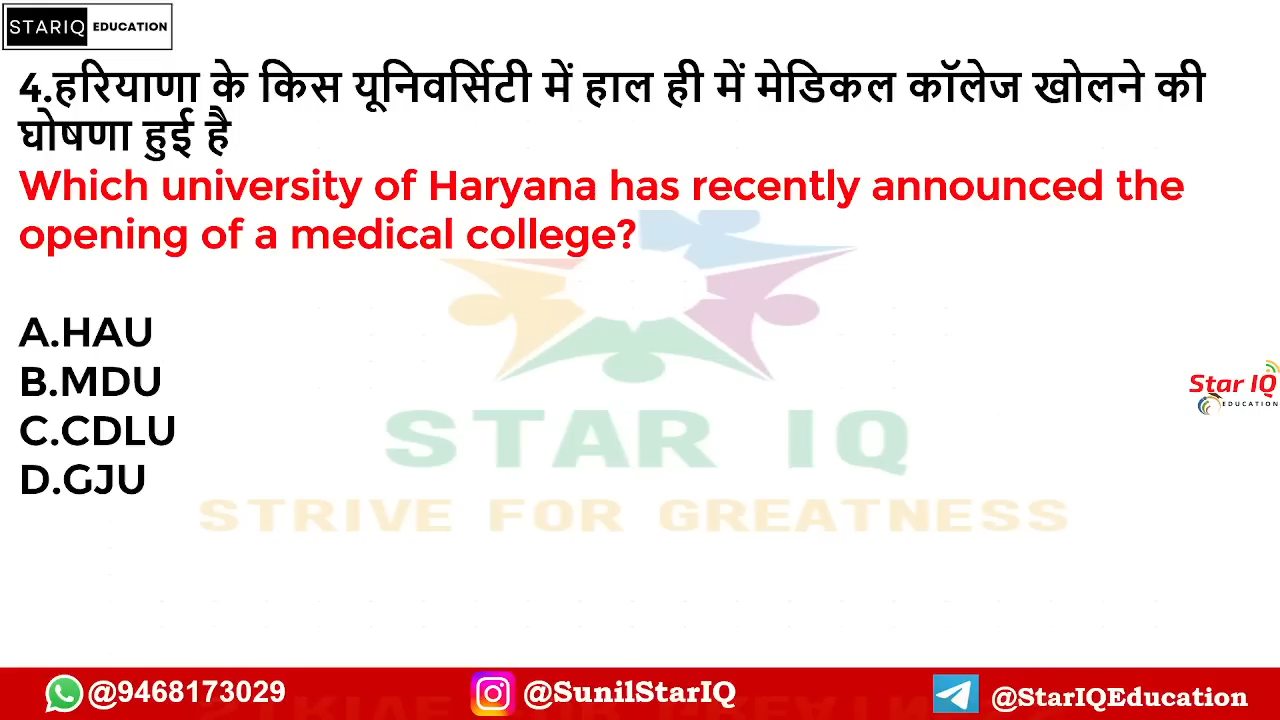 STARIQ EDUCATION
4.हरियाणा के किस यूनिवर्सिटी में हाल ही में मेडिकल कॉलेज खोलने की
घोषणा हुई है
Which university of Haryana has recently announced the
opening of a medical college?
A.HAU
B.MDU
C.CDLU
D.GJU
Star IQ
EDUCATION
STAR IQ
STRIVE FOR GREATNESS
@9468173029 @SunilStarIQ @StarIQEducation